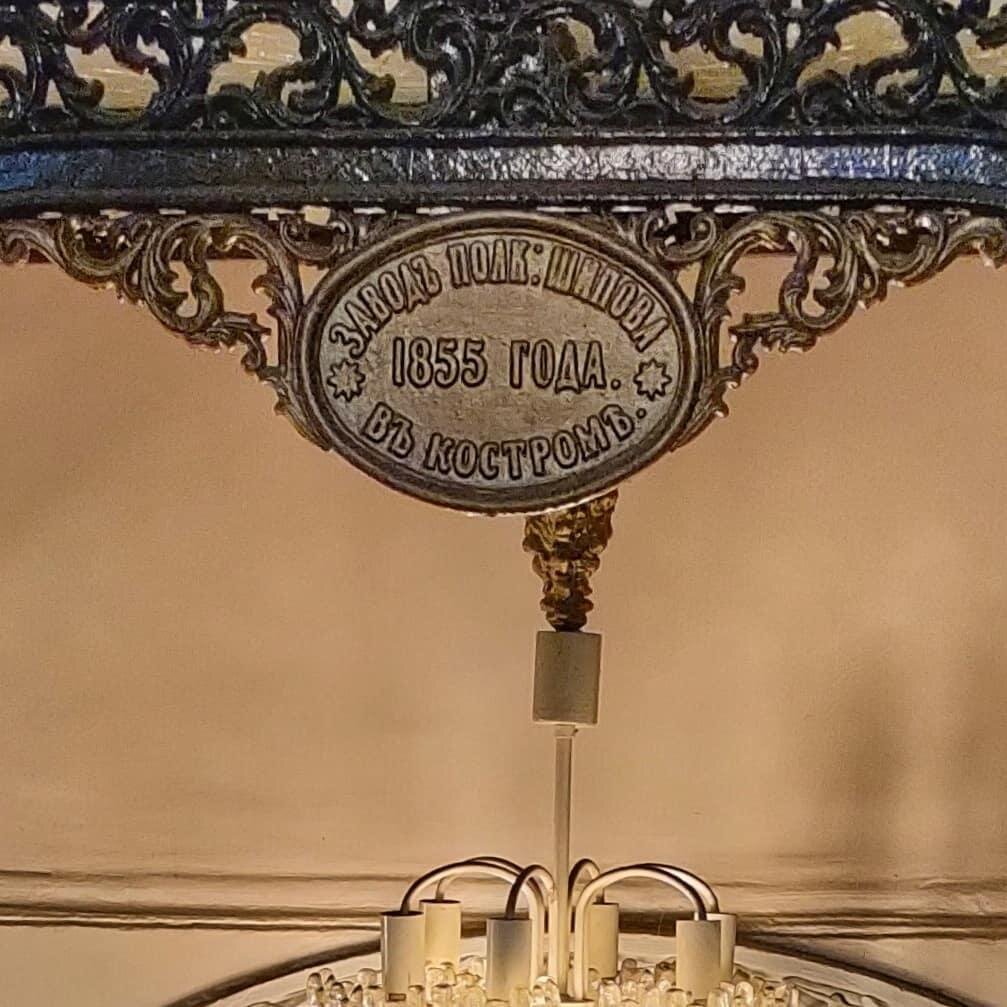 ЗАВОДЪ ПОЛК: ШИПОВА
1855 ГОДА.
ВЪ КОСТРОМѢ.